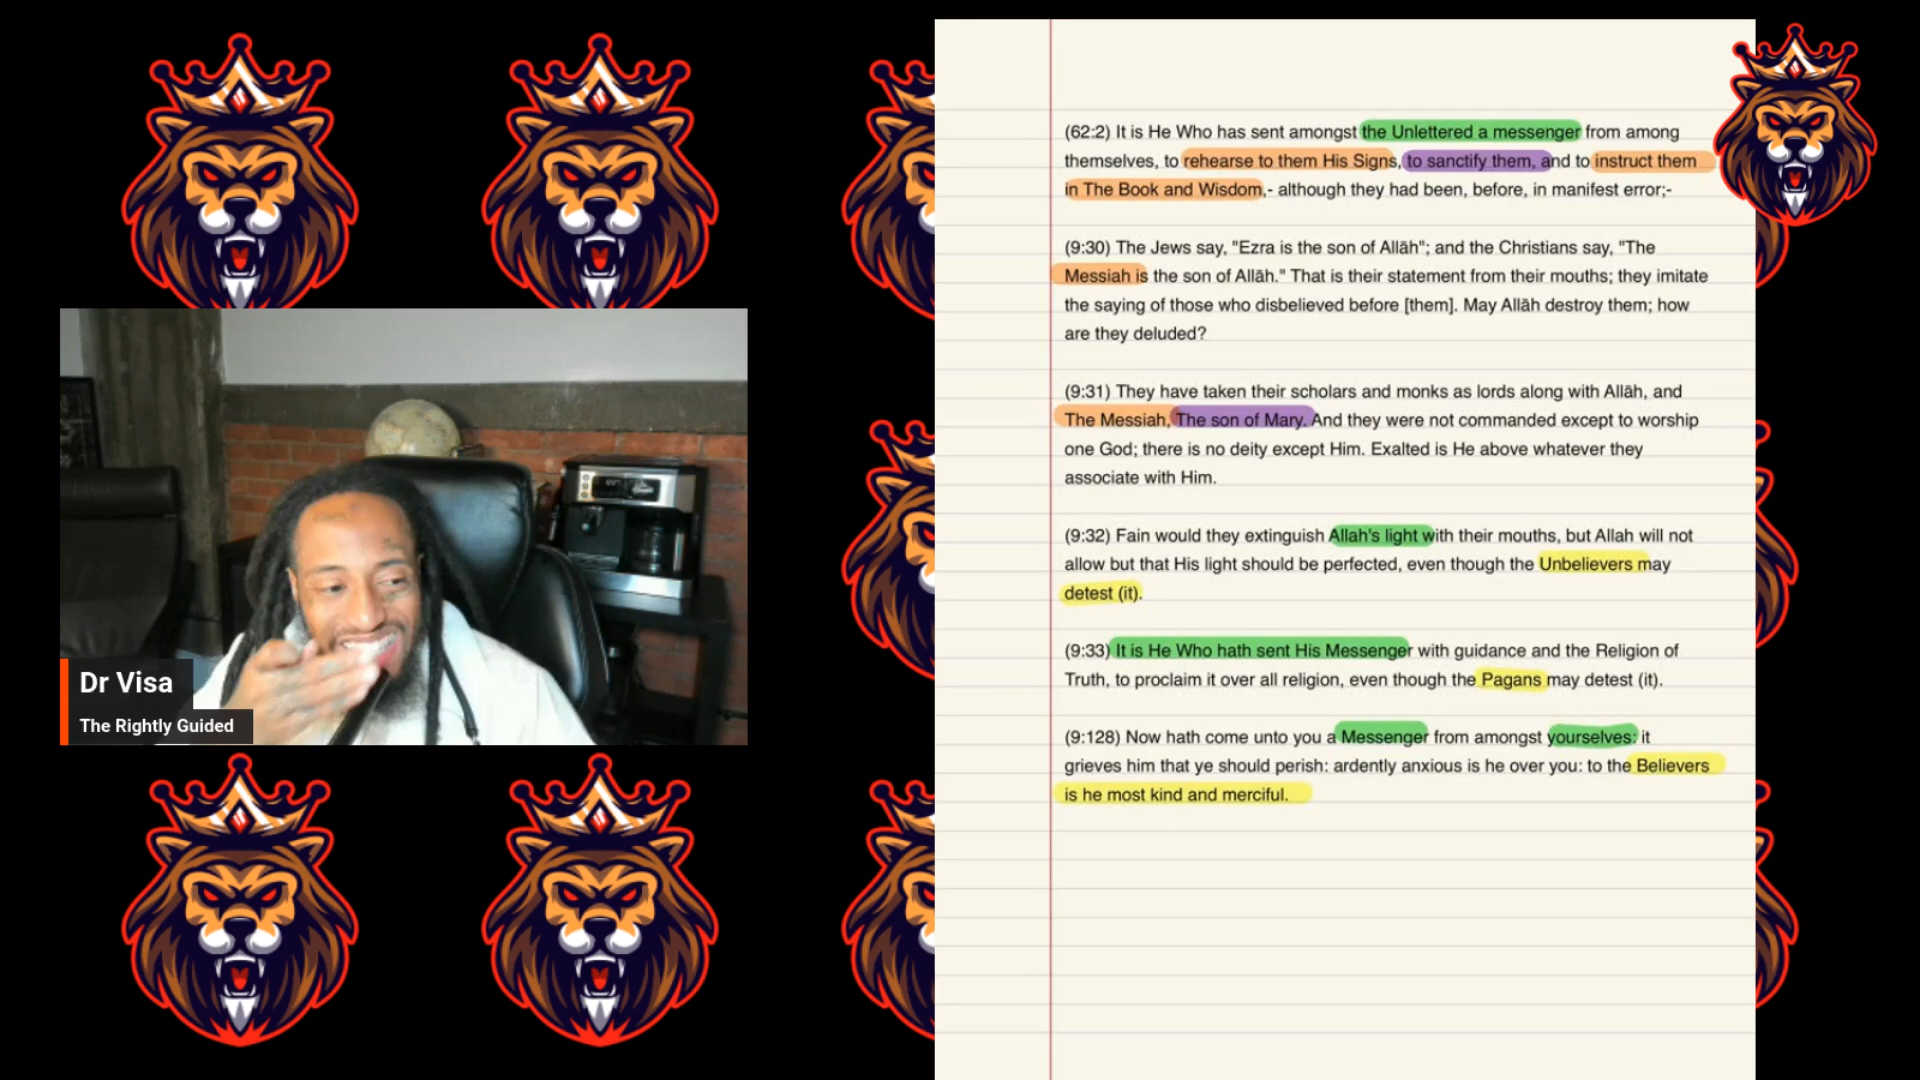 Dr Visa
The Rightly Guided
(62:2) It is He Who has sent amongst the Unlettered a messenger from among
themselves, to rehearse to them His Signs, to sanctify them, and to instruct them
in The Book and Wisdom,- although they had been, before, in manifest error;-
(9:30) The Jews say, "Ezra is the son of Allāh"; and the Christians say, "The
Messiah is the son of Allāh." That is their statement from their mouths; they imitate
the saying of those who disbelieved before [them]. May Allāh destroy them; how
are they deluded?
(9:31) They have taken their scholars and monks as lords along with Allāh, and
The Messiah, The son of Mary. And they were not commanded except to worship
one God; there is no deity except Him. Exalted is He above whatever they
associate with Him.
(9:32) Fain would they extinguish Allah's light with their mouths, but Allah will not
allow but that His light should be perfected, even though the Unbelievers may
detest (it).
(9:33) It is He Who hath sent His Messenger with guidance and the Religion of
Truth, to proclaim it over all religion, even though the Pagans may detest (it).
(9:128) Now hath come unto you a Messenger from amongst yourselves: it
grieves him that ye should perish: ardently anxious is he over you: to the Believers
is he most kind and merciful.